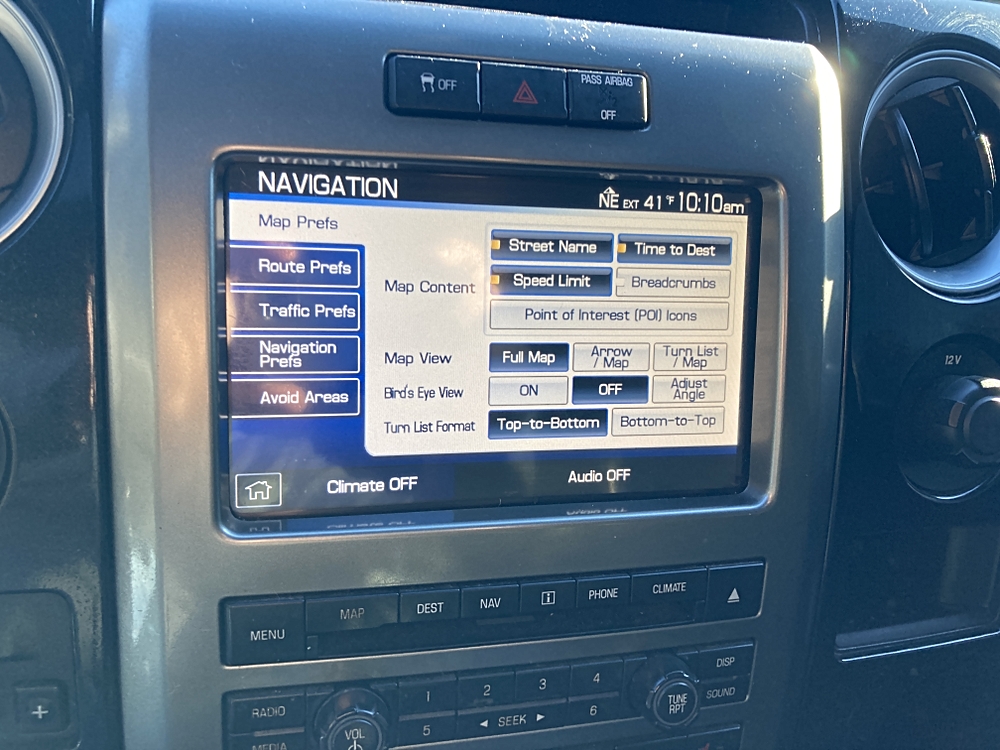 OFF
PASS AIRBAG
OFF
NAVIGATION
NE EXT 41°F 10:10am
Map Prefs
Route Prefs
Traffic Prefs
Navigation
Prefs
Avoid Areas
Map Content
Street Name
Time to Dest
Speed Limit
Breadcrumbs
Point of Interest (POI) Icons
Map View
Full Map
Arrow
/ Map
Turn List
/ Map
Bird's Eye View
ON
OFF
Adjust
Angle
Turn List Format
Top-to-Bottom
Bottom-to-Top
Climate OFF
Audio OFF
12V
MENU
MAP
DEST
NAV
i
PHONE
CLIMATE
RADIO
MEDIA
VOL
1
2
3
4
5
◄ SEEK ►
6
TUNE
RPT
DISP
SOUND
+